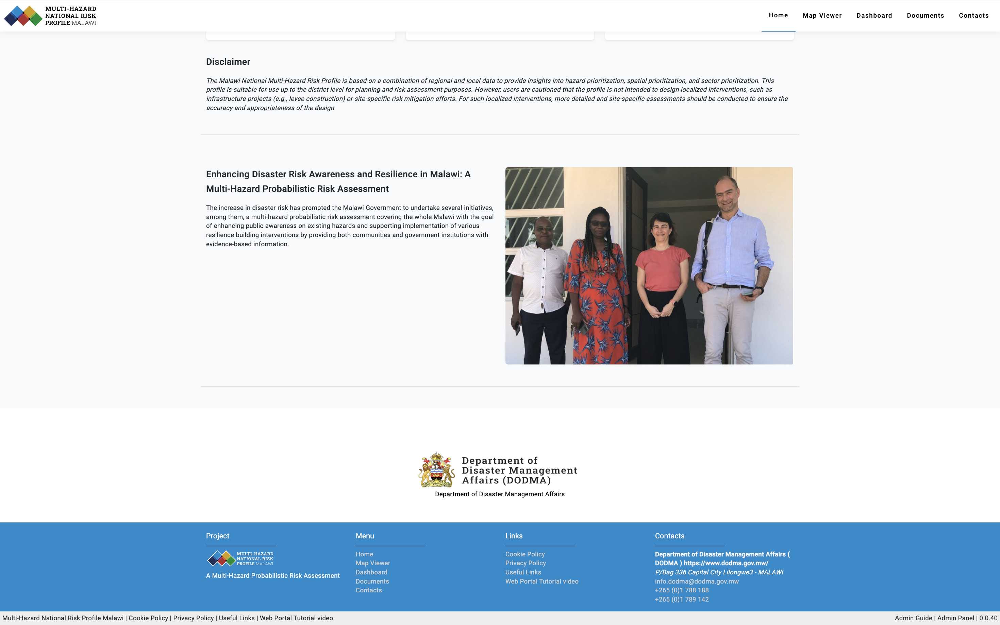 MULTI-HAZARD
NATIONAL RISK
PROFILE MALAWI
Home
Map Viewer
Dashboard
Documents
Contacts
Disclaimer
The Malawi National Multi-Hazard Risk Profile is based on a combination of regional and local data to provide insights into hazard prioritization, spatial prioritization, and sector prioritization. This
profile is suitable for use up to the district level for planning and risk assessment purposes. However, users are cautioned that the profile is not intended to design localized interventions, such as
infrastructure projects (e.g., levee construction) or site-specific risk mitigation efforts. For such localized interventions, more detailed and site-specific assessments should be conducted to ensure the
accuracy and appropriateness of the design
Enhancing Disaster Risk Awareness and Resilience in Malawi: A
Multi-Hazard Probabilistic Risk Assessment
The increase in disaster risk has prompted the Malawi Government to undertake several initiatives,
among them, a multi-hazard probabilistic risk assessment covering the whole Malawi with the goal
of enhancing public awareness on existing hazards and supporting implementation of various
resilience building interventions by providing both communities and government institutions with
evidence-based information.
UNITY AND FREEDOM
Department of
Disaster Management
Affairs (DODMA)
Department of Disaster Management Affairs
Project
MULTI-HAZARD
NATIONAL RISK
PROFILE MALAWI
A Multi-Hazard Probabilistic Risk Assessment
Menu
Home
Map Viewer
Dashboard
Documents
Contacts
Links
Cookie Policy
Privacy Policy
Useful Links
Web Portal Tutorial video
Contacts
Department of Disaster Management Affairs (
DODMA ) https://www.dodma.gov.mw/
P/Bag 336 Capital City Lilongwe3 - MALAWI
info.dodma@dodma.gov.mw
+265 (0)1 788 188
+265 (0)1 789 142
Multi-Hazard National Risk Profile Malawi | Cookie Policy | Privacy Policy | Useful Links | Web Portal Tutorial video
Admin Guide | Admin Panel | 0.0.40